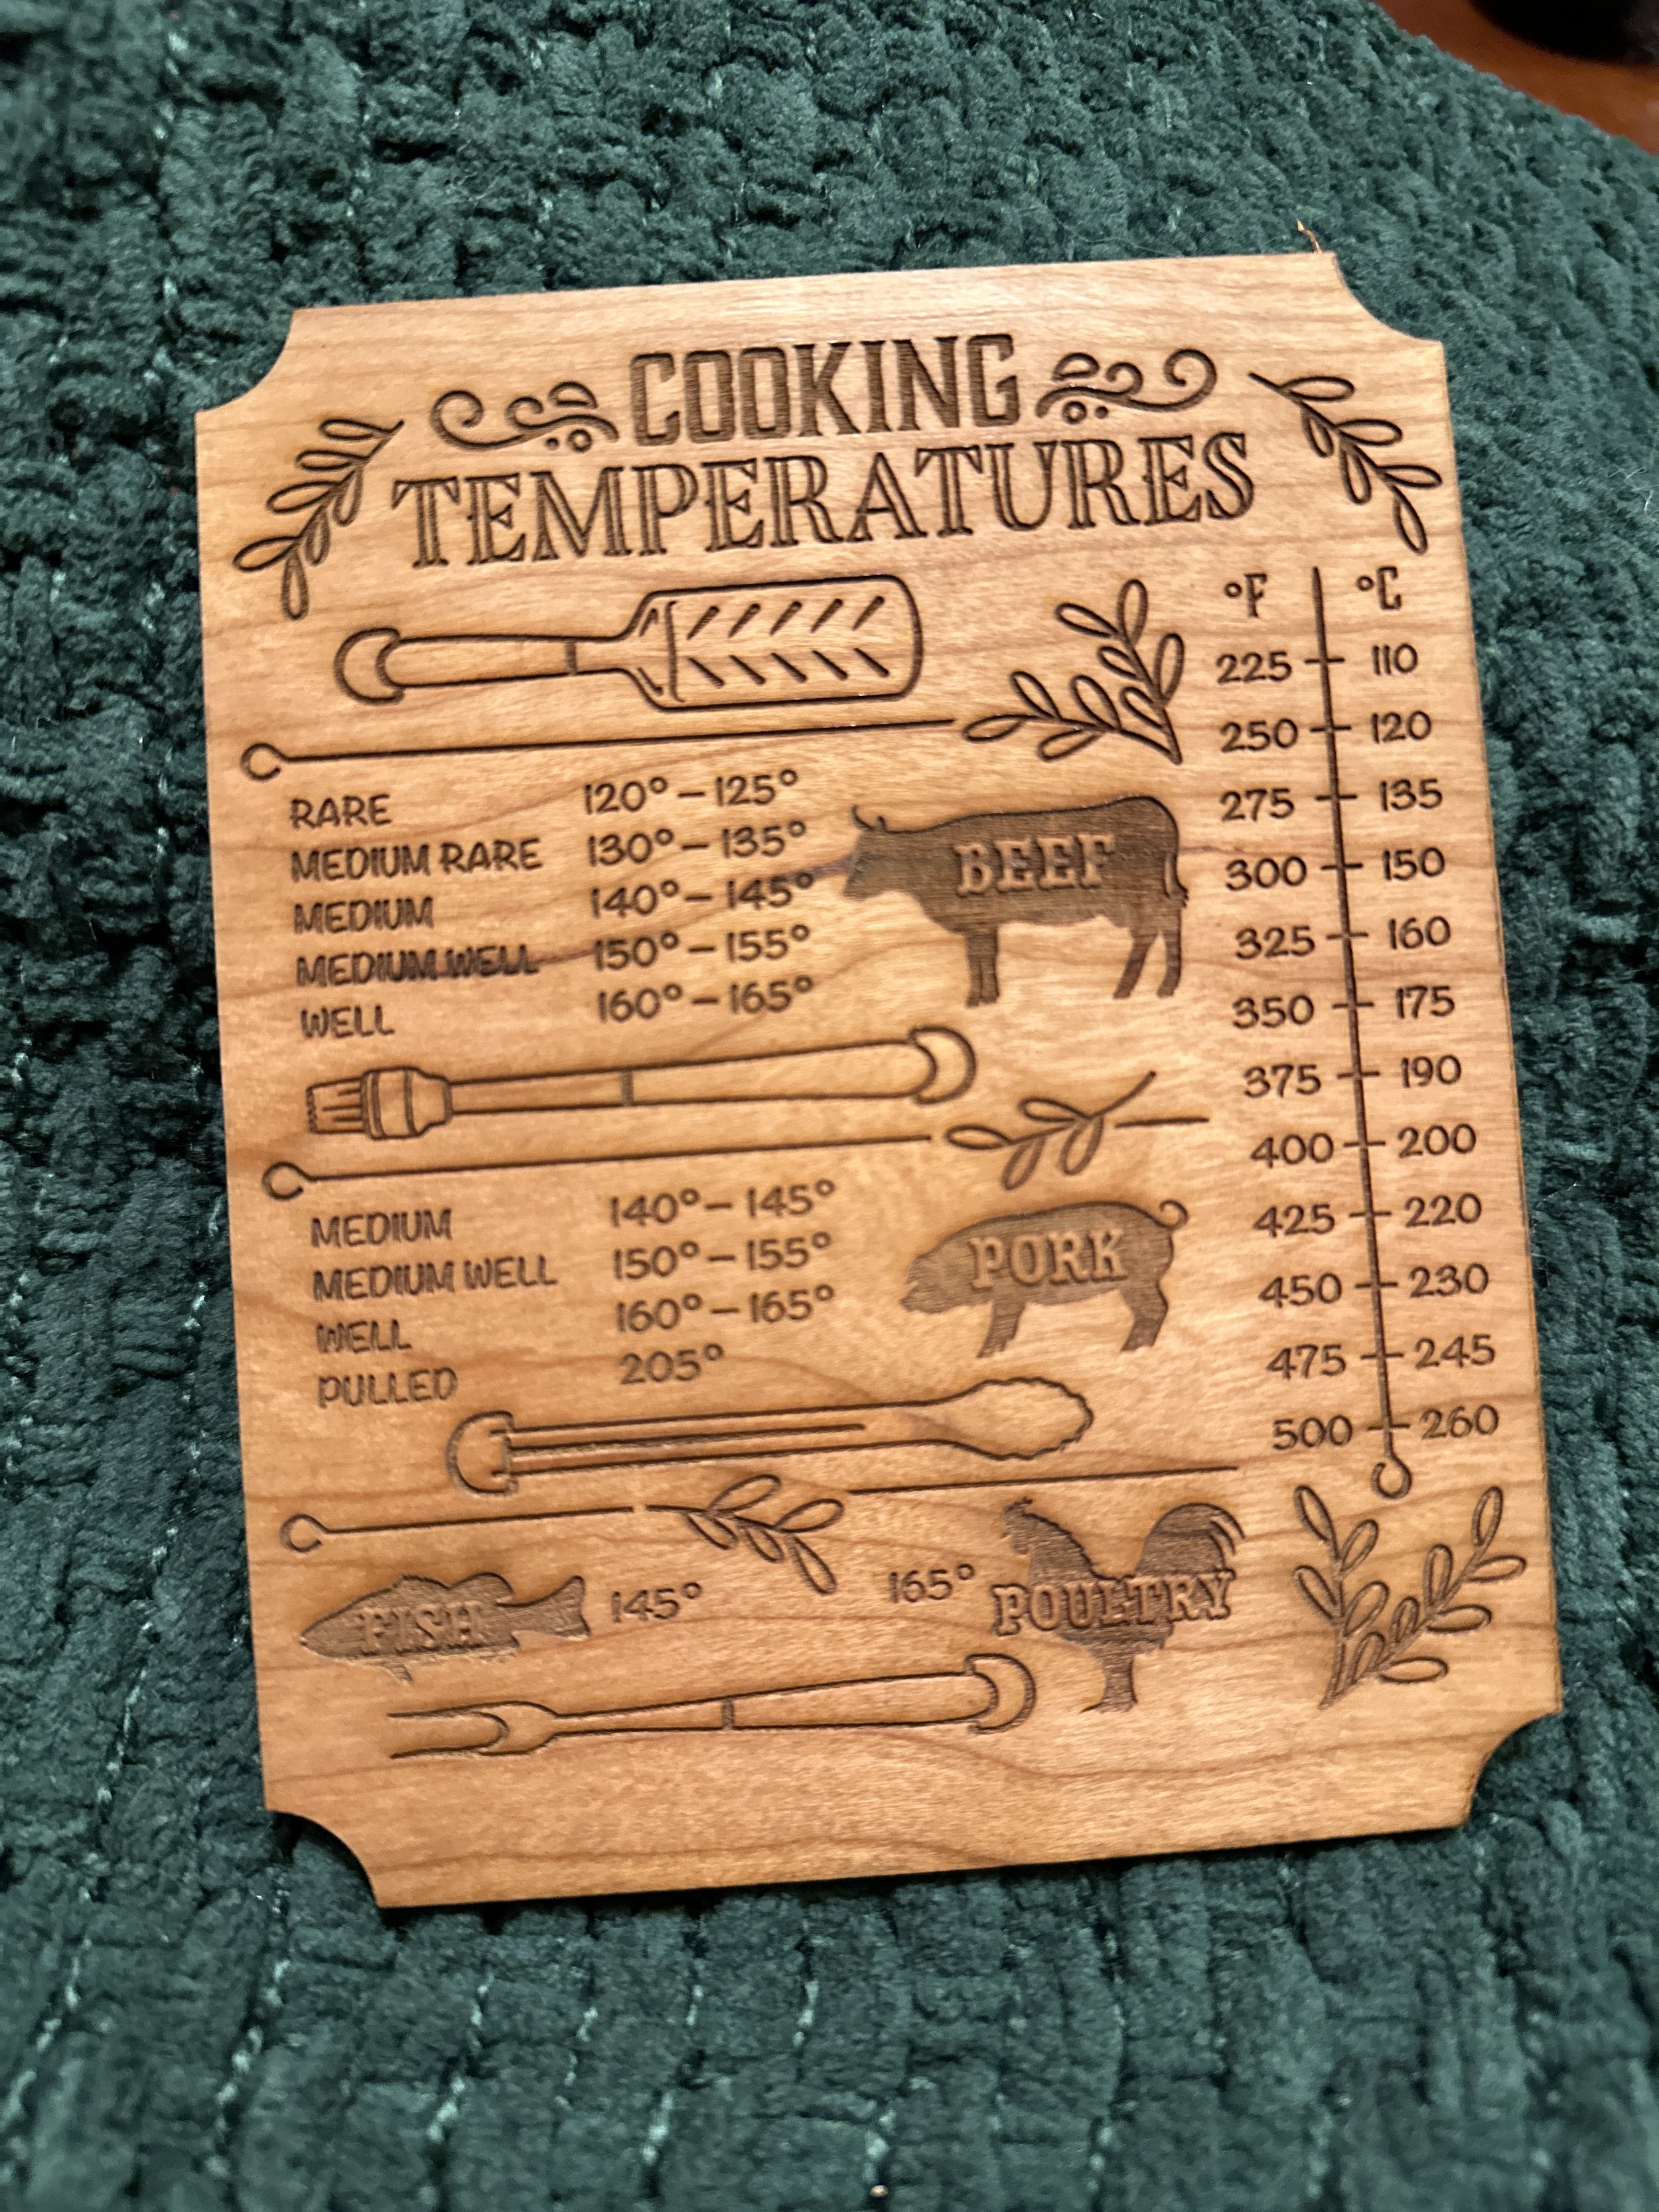 COOKING
TEMPERATURES
RARE 120°–125°
MEDIUM RARE 130°–135°
MEDIUM 140°–145°
MEDIUM WELL 150°–155°
WELL 160°–165°
BEEF
MEDIUM 140°–145°
MEDIUM WELL 150°–155°
WELL 160°–165°
PULLED 205°
PORK
FISH 145°
165° POULTRY
°F °C
225 110
250 120
275 135
300 150
325 160
350 175
375 190
400 200
425 220
450 230
475 245
500 260